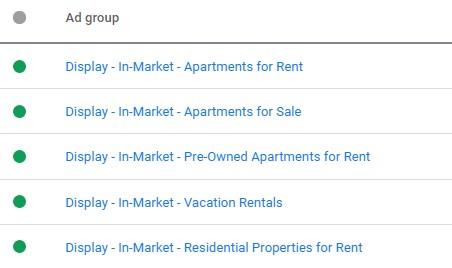 Ad group
Display - In-Market - Apartments for Rent
Display - In-Market - Apartments for Sale
Display - In-Market - Pre-Owned Apartments for Rent
Display - In-Market - Vacation Rentals
Display - In-Market - Residential Properties for Rent